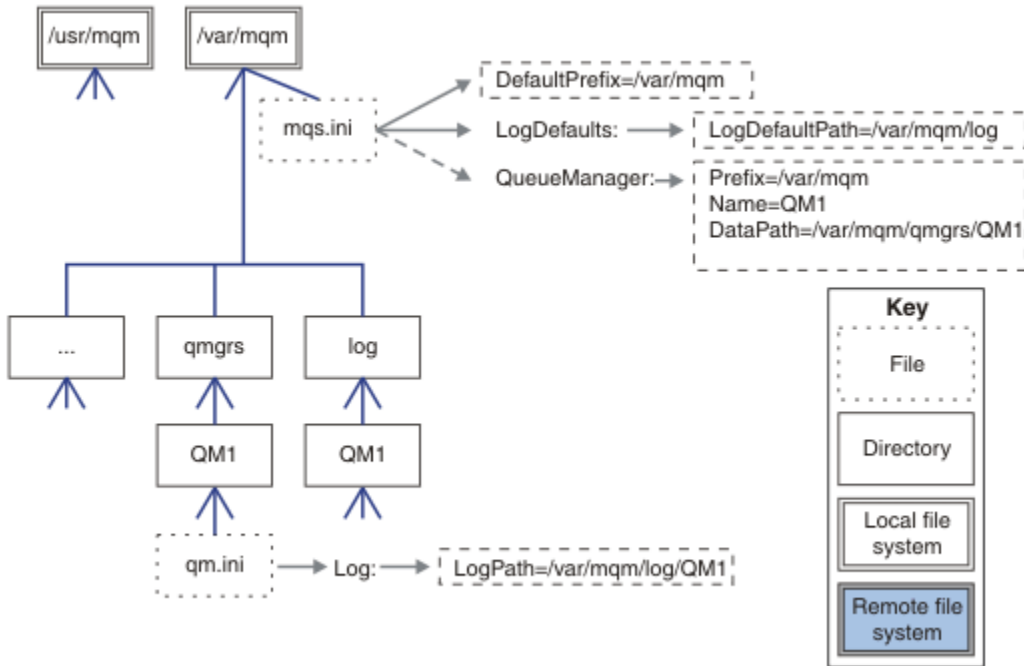 /usr/mqm
/var/mqm
mqs.ini
DefaultPrefix=/var/mqm
LogDefaults:
LogDefaultPath=/var/mqm/log
QueueManager:
Prefix=/var/mqm
Name=QM1
DataPath=/var/mqm/qmgrs/QM1
...
qmgrs
log
QM1
QM1
qm.ini
Log:
LogPath=/var/mqm/log/QM1
Key
File
Directory
Local file
system
Remote file
system